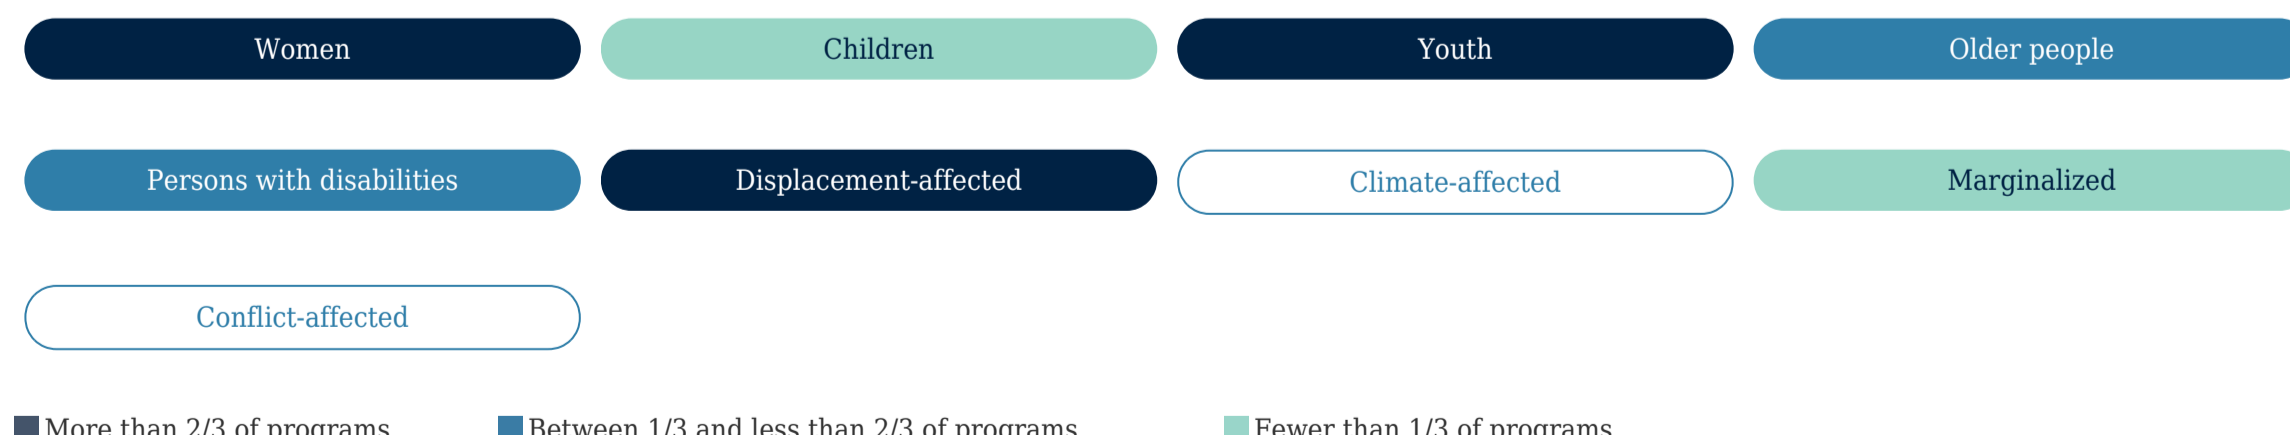 Women
Children
Youth
Older people
Persons with disabilities
Displacement-affected
Climate-affected
Marginalized
Conflict-affected
More than 2/3 of programs
Between 1/3 and less than 2/3 of programs
Fewer than 1/3 of programs